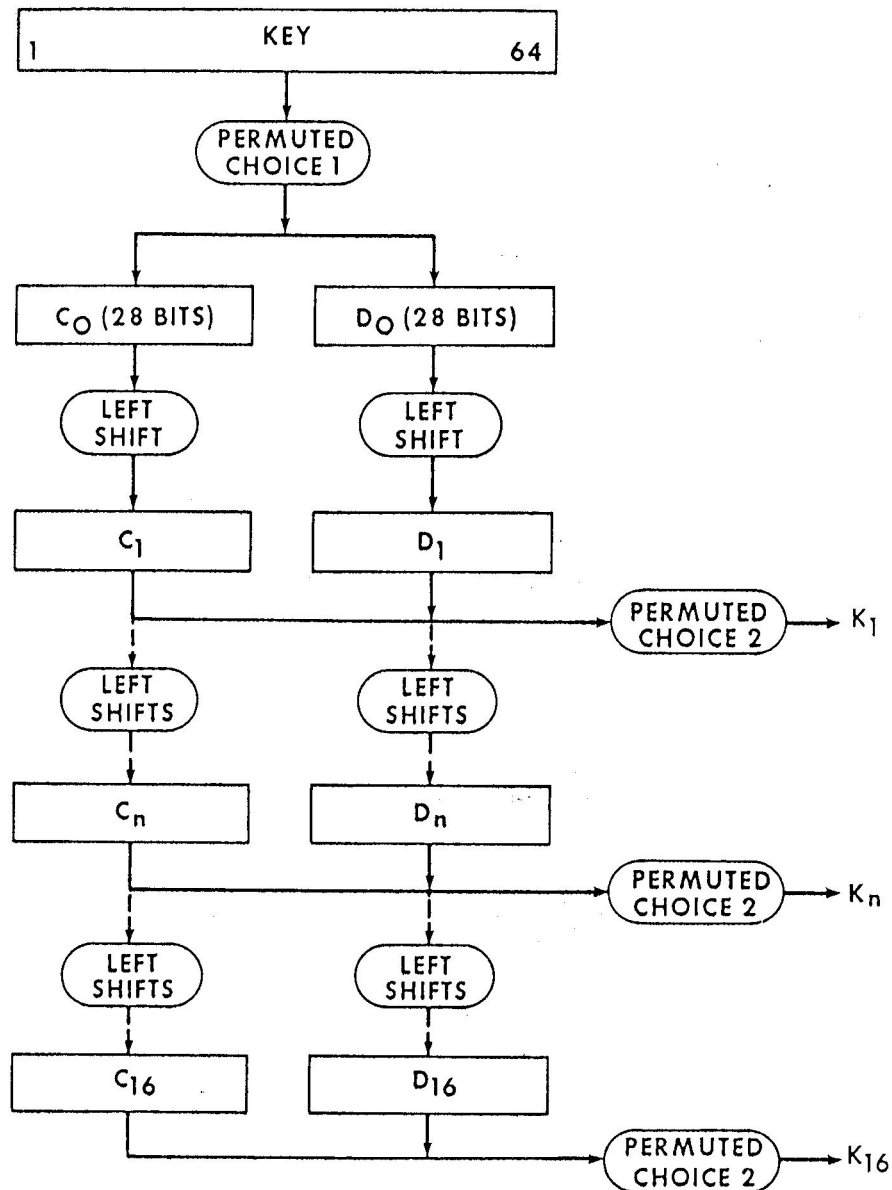 KEY
1 64
PERMUTED
CHOICE 1
C₀ (28 BITS) D₀ (28 BITS)
LEFT
SHIFT
LEFT
SHIFT
C₁ D₁
PERMUTED
CHOICE 2
K₁
LEFT
SHIFTS
LEFT
SHIFTS
Cₙ Dₙ
PERMUTED
CHOICE 2
Kₙ
LEFT
SHIFTS
LEFT
SHIFTS
C₁₆ D₁₆
PERMUTED
CHOICE 2
K₁₆